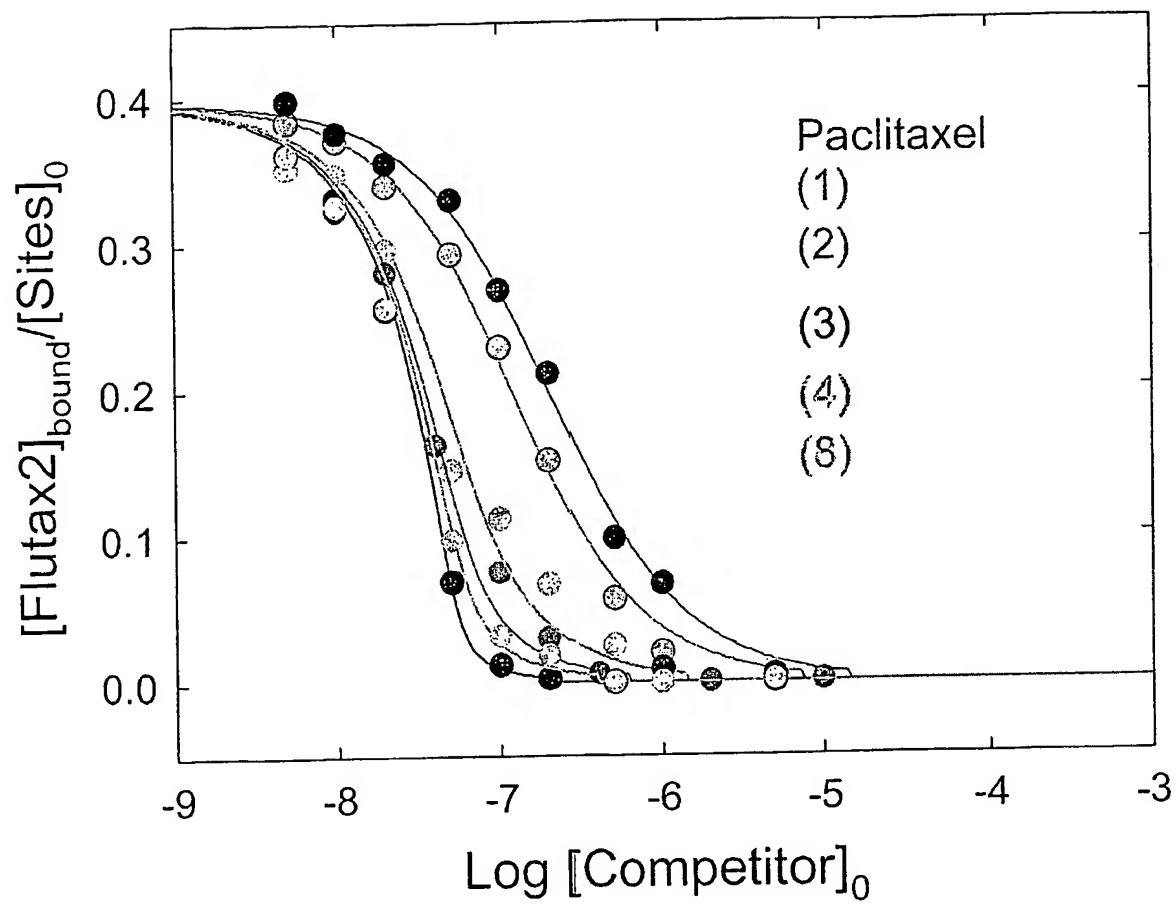 [Flutax2]bound/[Sites]0
0.4
0.3
0.2
0.1
0.0
Paclitaxel
(1)
(2)
(3)
(4)
(8)
-9 -8 -7 -6 -5 -4 -3
Log [Competitor]0